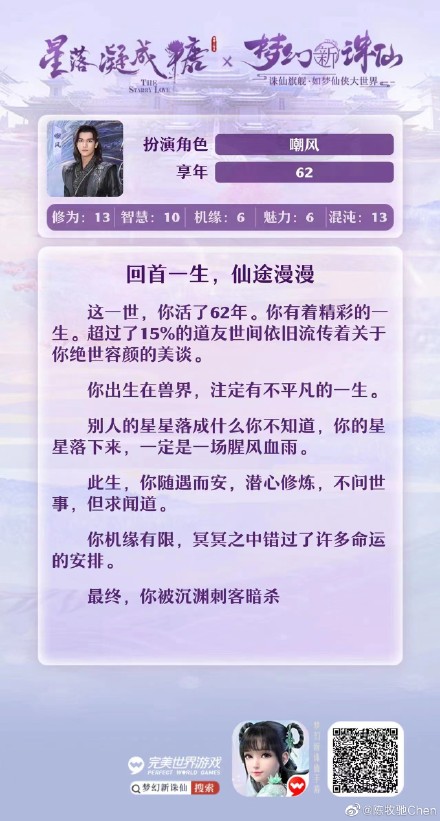 星落凝成糖 × 梦幻新诛仙
THE
STARRY LOVE
诛仙旗舰·如梦仙侠大世界
嘲风
扮演角色 嘲风
享年 62
修为：13 智慧：10 机缘：6 魅力：6 混沌：13
回首一生，仙途漫漫
这一世，你活了62年。你有着精彩的一
生。超过了15%的道友世间依旧流传着关于
你绝世容颜的美谈。
你出生在兽界，注定有不平凡的一生。
别人的星星落成什么你不知道，你的星
星落下来，一定是一场腥风血雨。
此生，你随遇而安，潜心修炼，不问世
事，但求闻道。
你机缘有限，冥冥之中错过了许多命运
的安排。
最终，你被沉渊刺客暗杀
完美世界游戏
PERFECT WORLD GAMES
梦幻新诛仙 搜索
@陈牧驰Chen